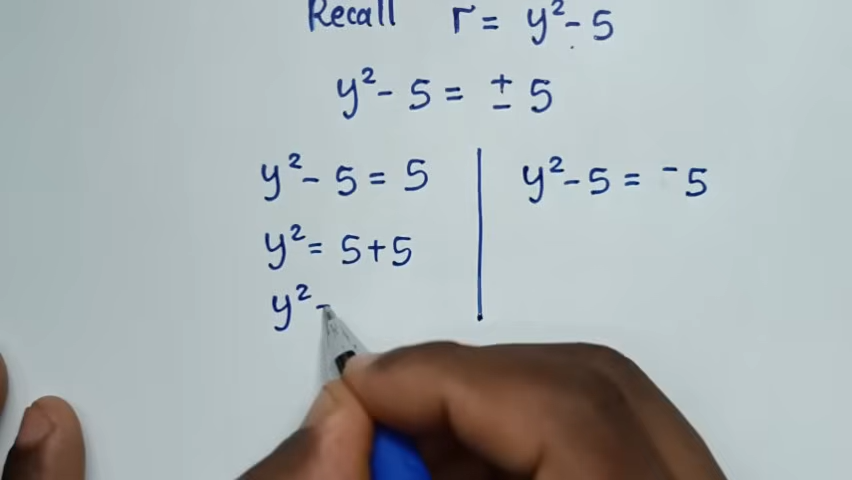 Recall r = y² - 5
y² - 5 = ± 5
y² - 5 = 5
y² = 5+5
y² -
y² - 5 = ⁻5